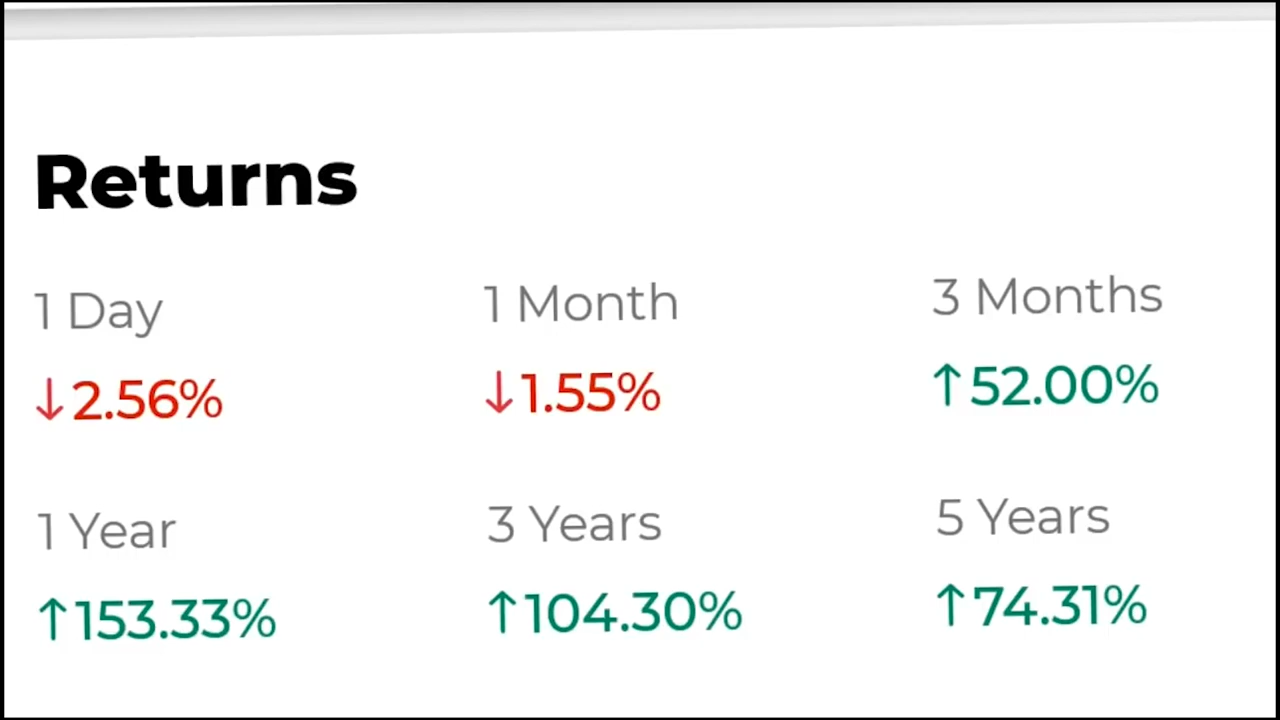 Returns
1 Day 1 Month 3 Months
↓2.56% ↓1.55% ↑52.00%
1 Year 3 Years 5 Years
↑153.33% ↑104.30% ↑74.31%